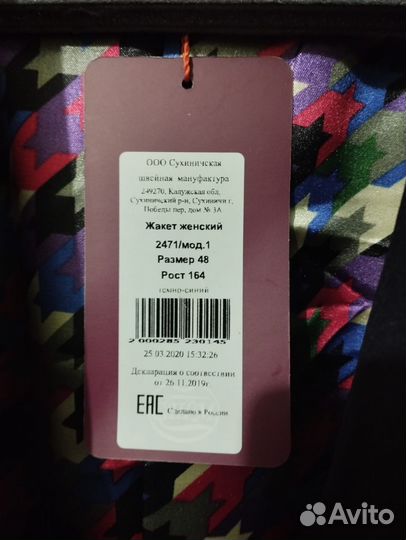 ООО Сухиничская
швейная мануфактура
249270, Калужская обл,
Сухиничский р-н, Сухиничи г,
Победы пер, дом № 3А
Жакет женский
2471/мод.1
Размер 48
Рост 164
темно-синий
2 000285 230145
25.03.2020 15:32:26
Декларация о соответствии
от 26.11.2019г.
ЕАС Сделано в России
Avito